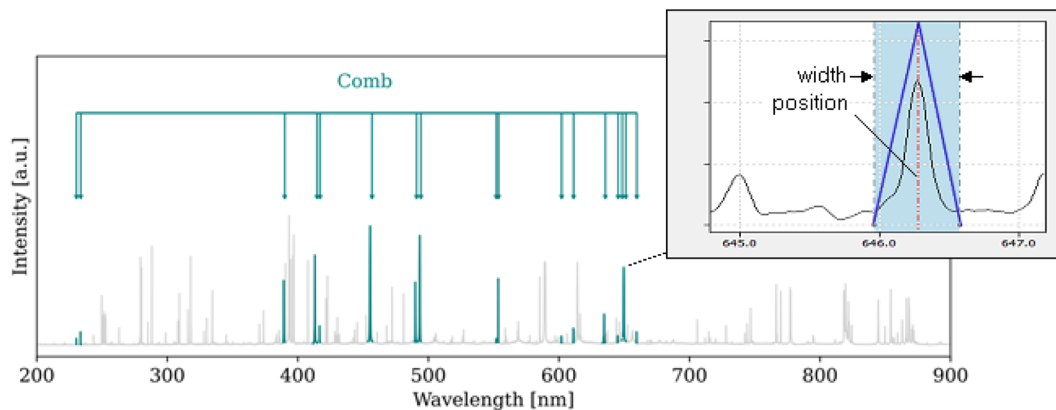 Comb
Intensity [a.u.]
200 300 400 500 600 700 800 900
Wavelength [nm]
width
position
645.0 646.0 647.0